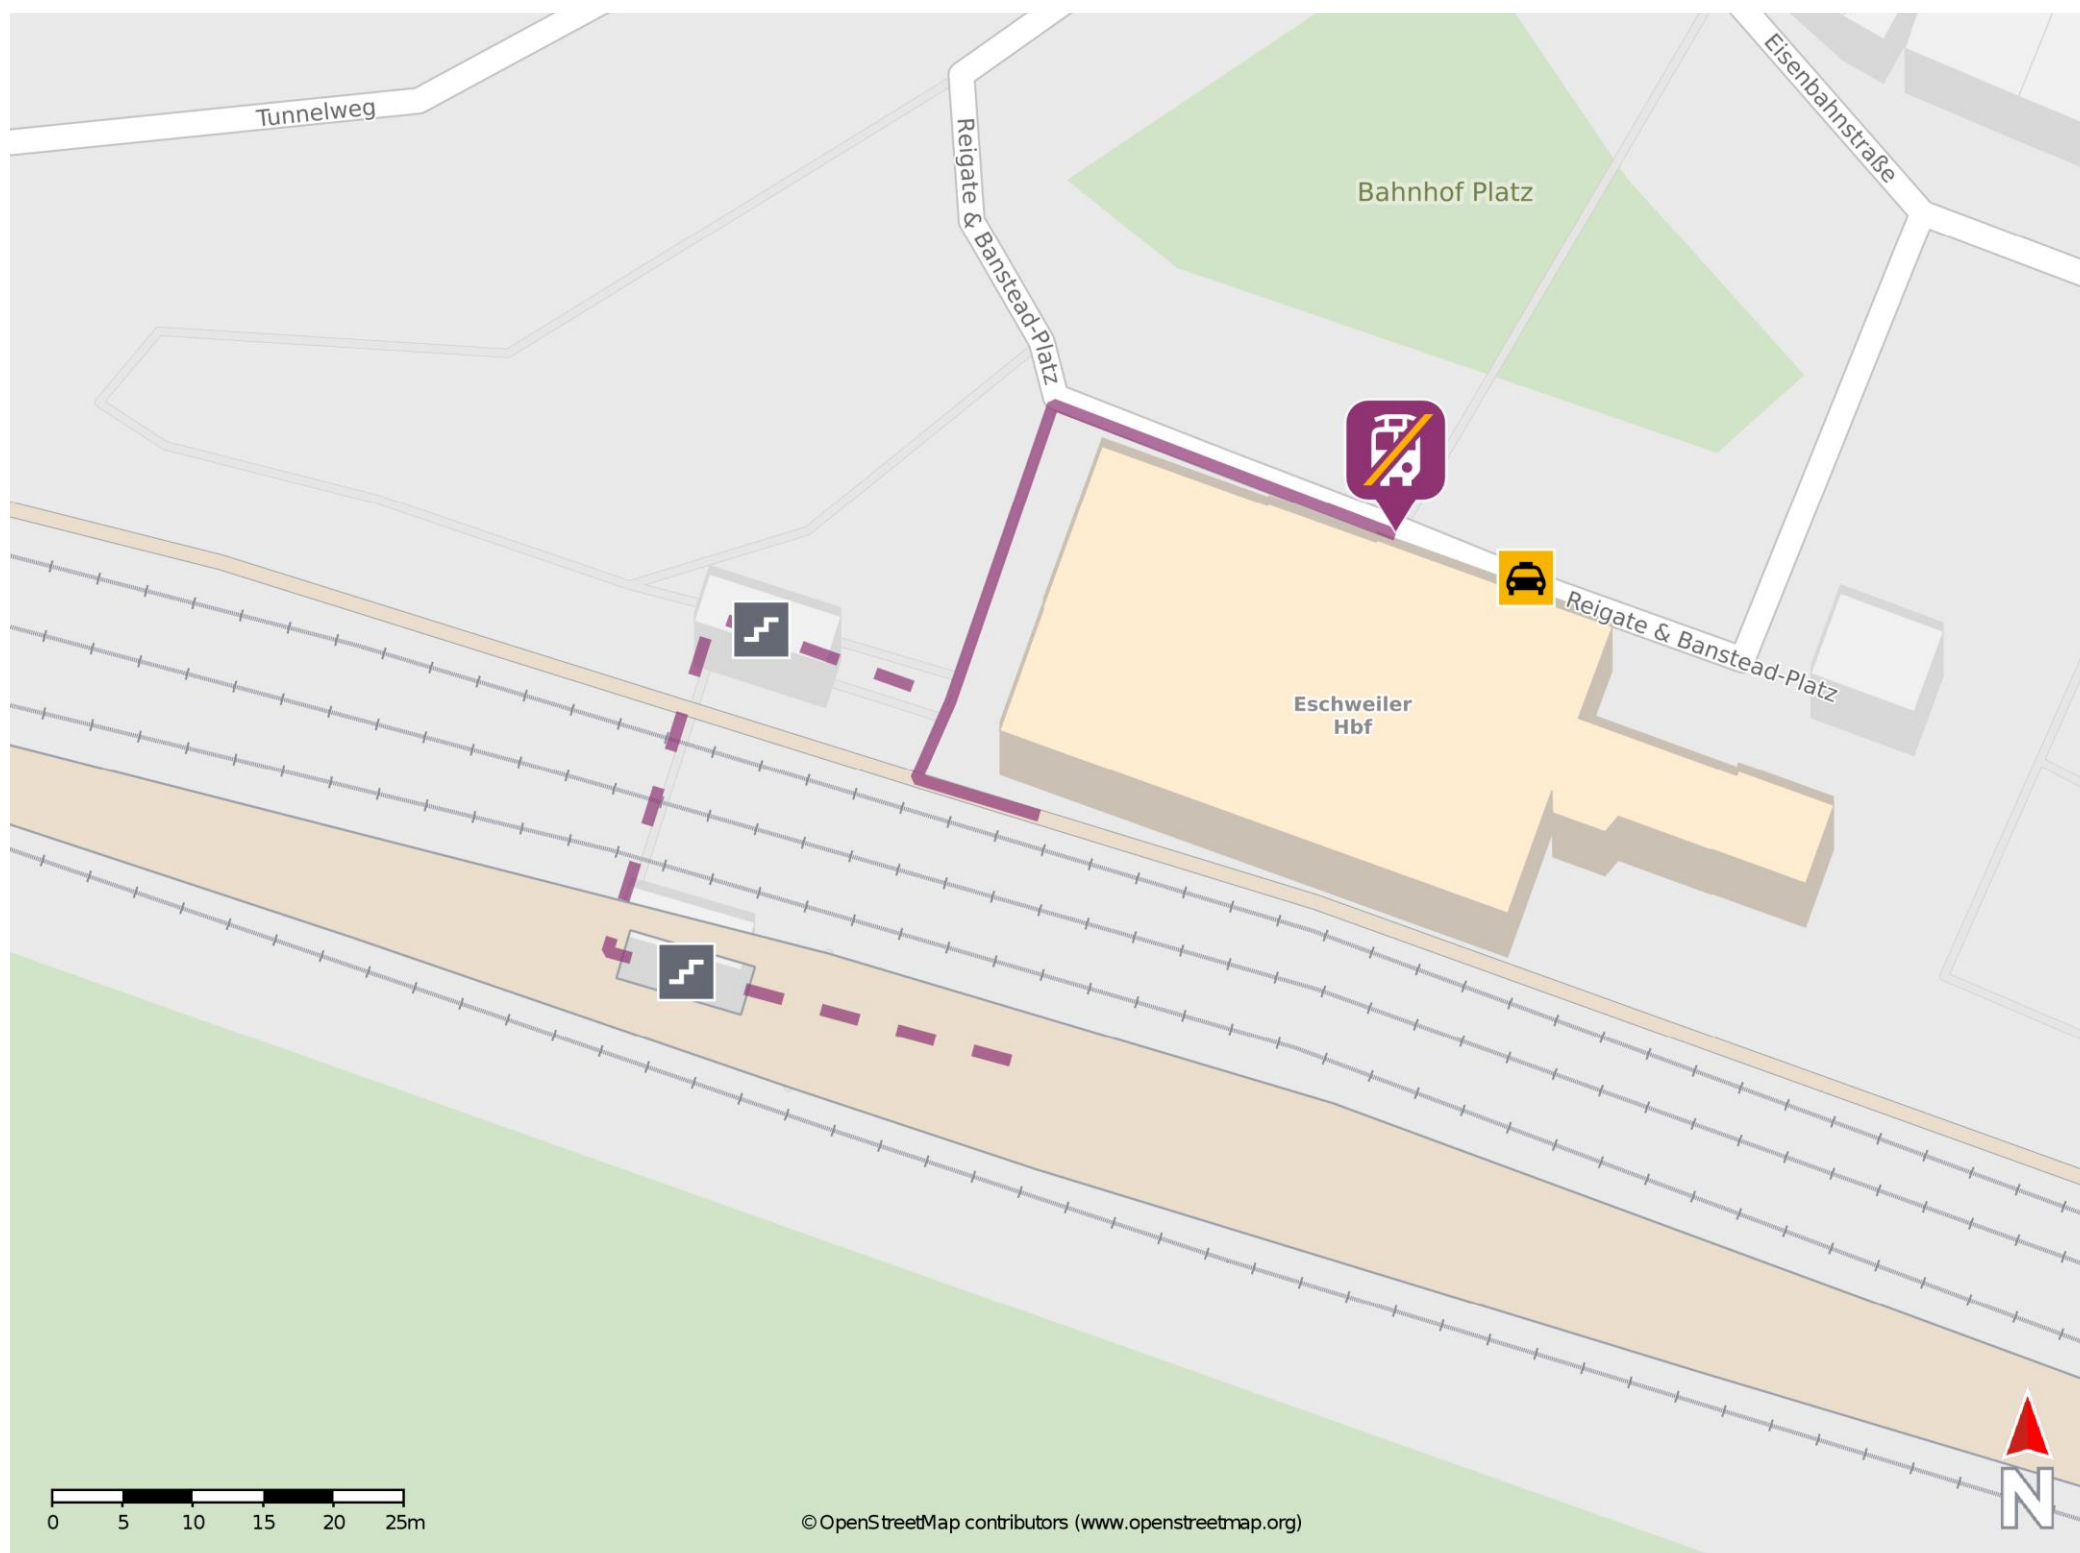 Eisenbahnstraße
Tunnelweg
Reigate & Banstead-Platz
Bahnhof Platz
Reigate & Banstead-Platz
Eschweiler
Hbf
N
0 5 10 15 20 25m
© OpenStreetMap contributors (www.openstreetmap.org)